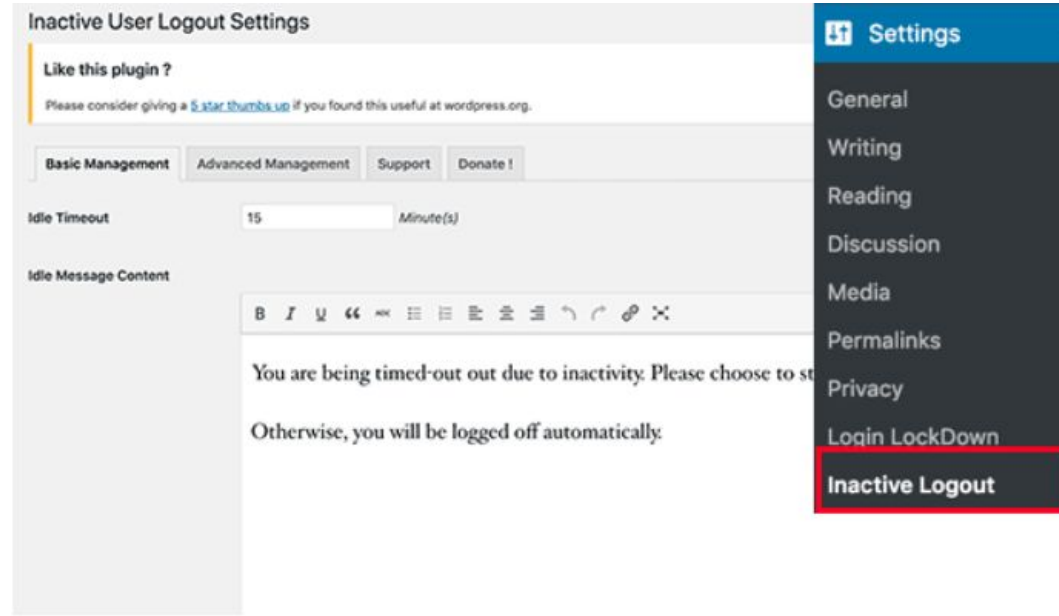 Inactive User Logout Settings
Like this plugin ?
Please consider giving a 5 star thumbs up if you found this useful at wordpress.org.
Basic Management Advanced Management Support Donate !
Idle Timeout 15 Minute(s)
Idle Message Content
B I U “ ABC
You are being timed-out out due to inactivity. Please choose to st
Otherwise, you will be logged off automatically.
Settings
General
Writing
Reading
Discussion
Media
Permalinks
Privacy
Login LockDown
Inactive Logout